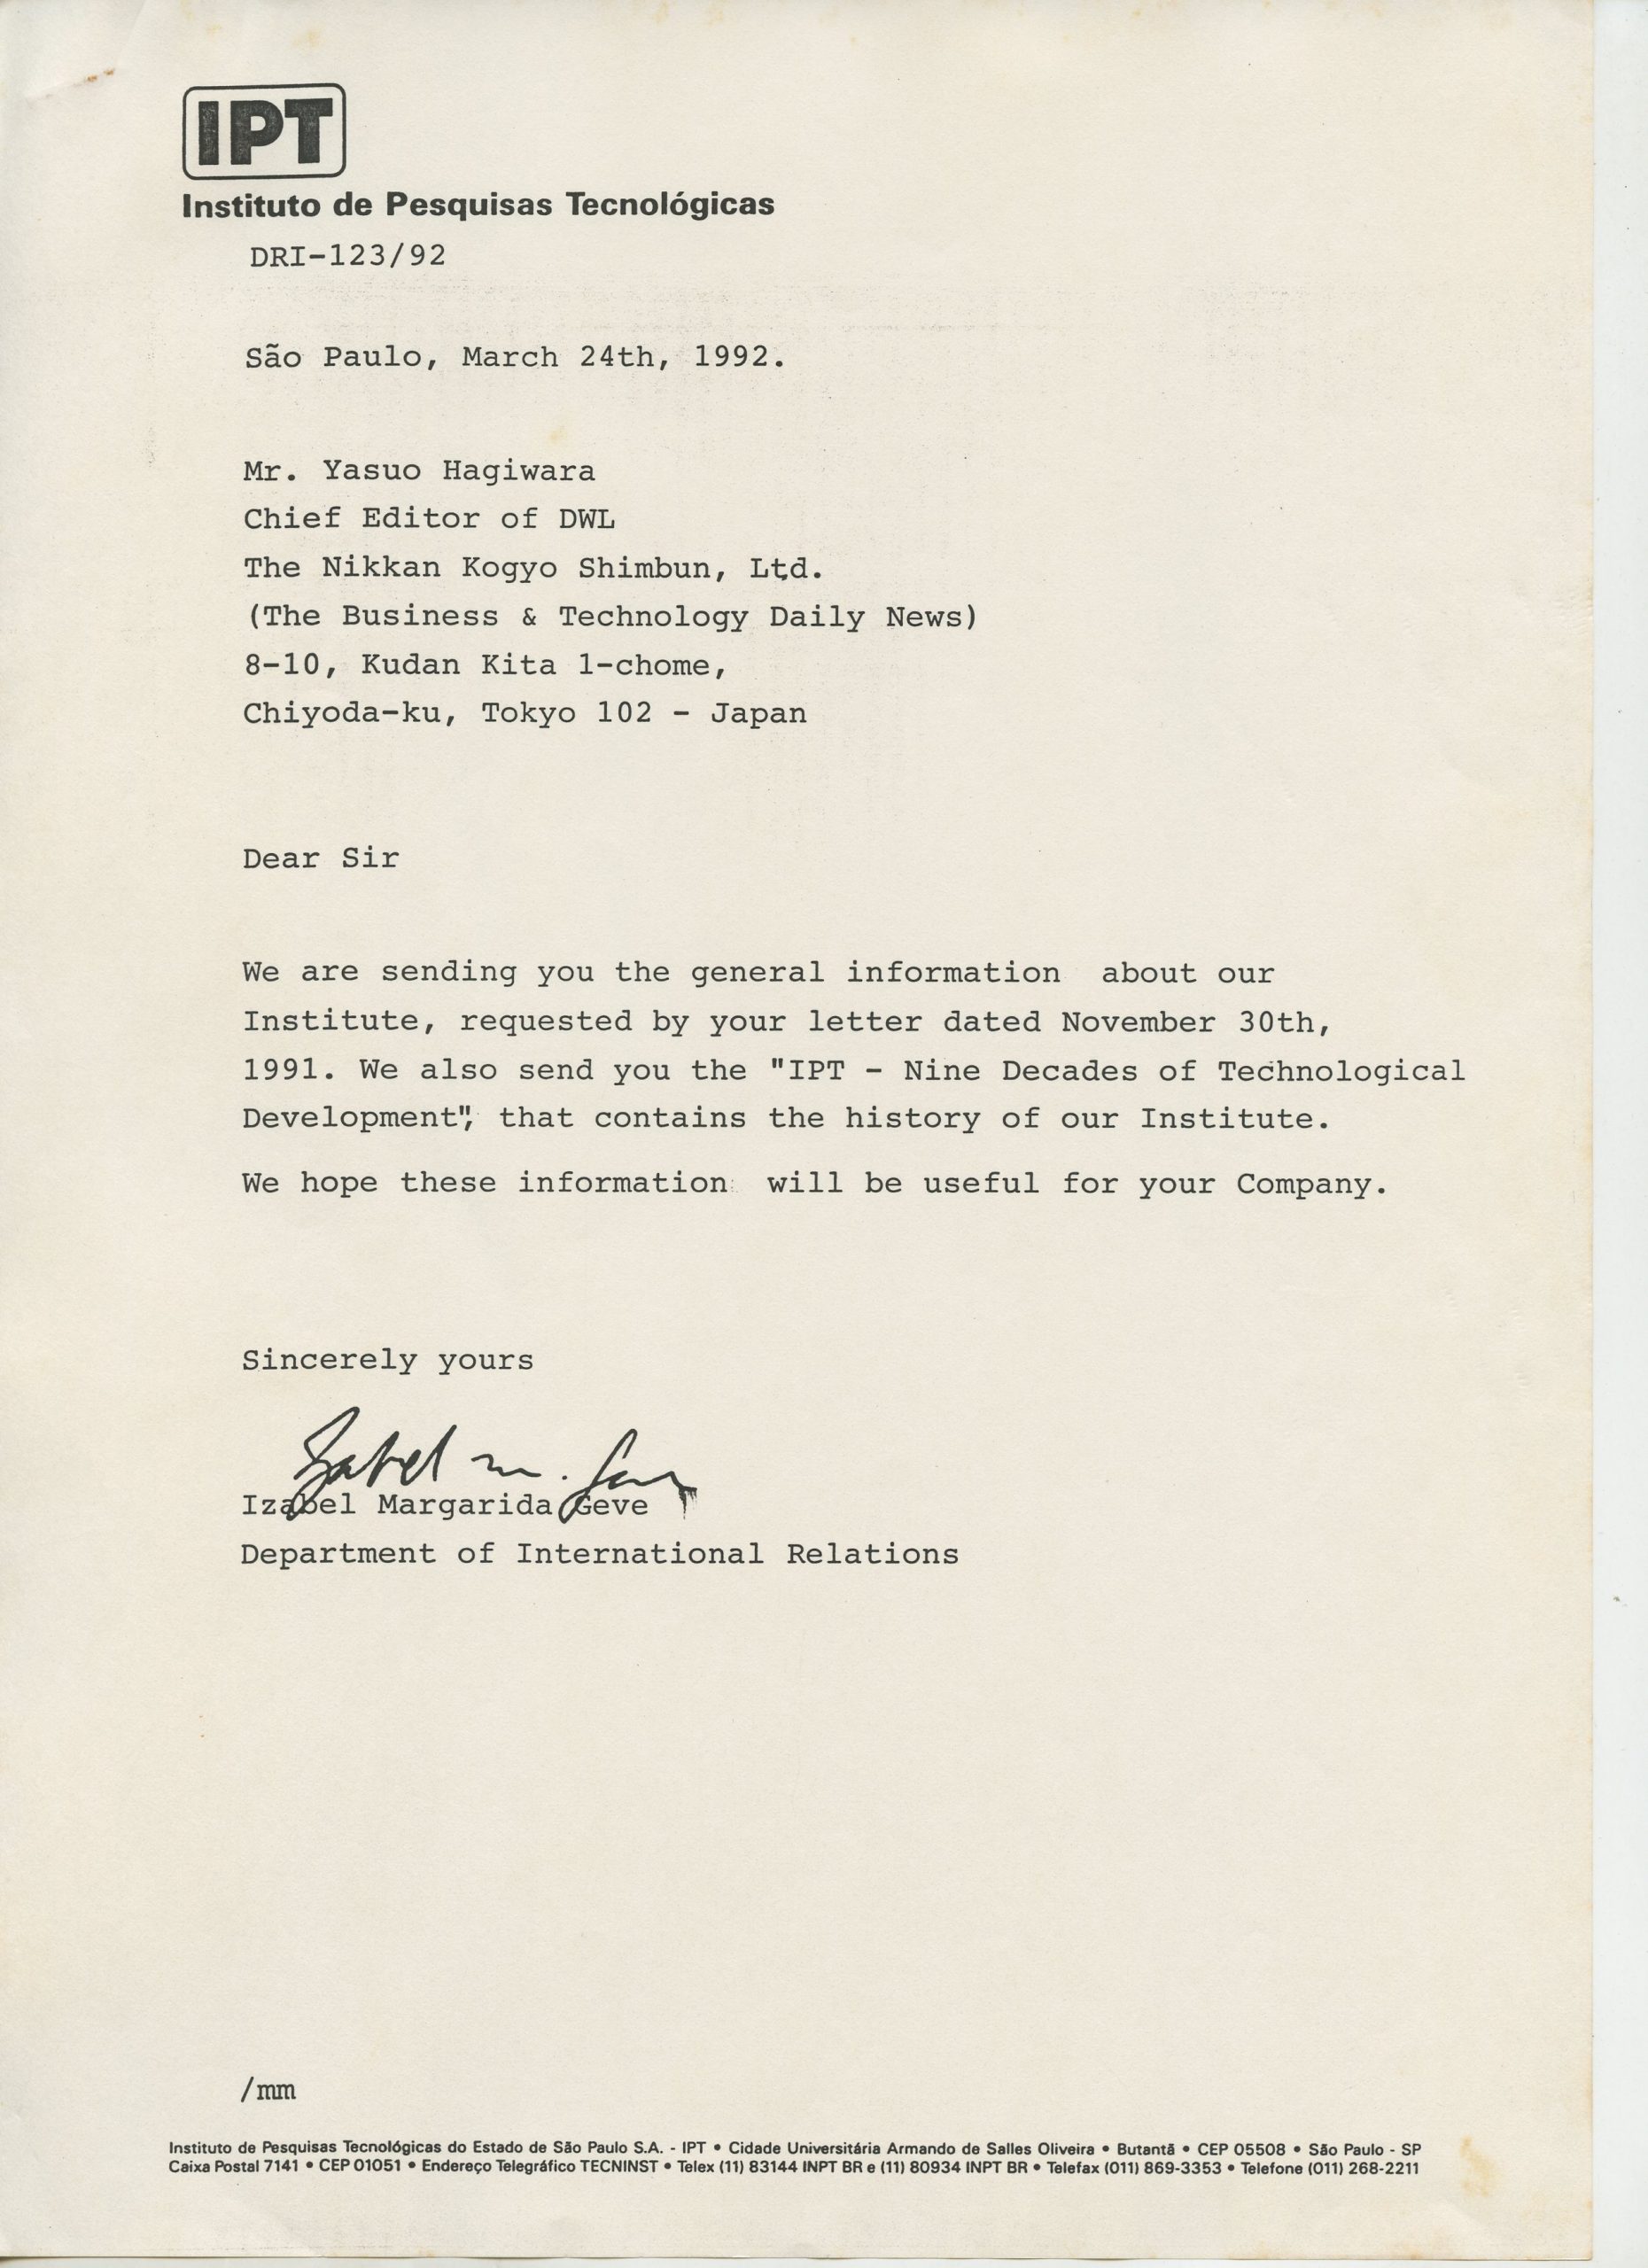 IPT
Instituto de Pesquisas Tecnológicas
DRI-123/92
São Paulo, March 24th, 1992.
Mr. Yasuo Hagiwara
Chief Editor of DWL
The Nikkan Kogyo Shimbun, Ltd.
(The Business & Technology Daily News)
8-10, Kudan Kita 1-chome,
Chiyoda-ku, Tokyo 102 - Japan
Dear Sir
We are sending you the general information about our
Institute, requested by your letter dated November 30th,
1991. We also send you the "IPT - Nine Decades of Technological
Development", that contains the history of our Institute.
We hope these information will be useful for your Company.
Sincerely yours
Izabel m.
Izabel Margarida Geve
Department of International Relations
/mm
Instituto de Pesquisas Tecnológicas do Estado de São Paulo S.A. - IPT • Cidade Universitária Armando de Salles Oliveira • Butantã • CEP 05508 • São Paulo - SP
Caixa Postal 7141 • CEP 01051 • Endereço Telegráfico TECNINST • Telex (11) 83144 INPT BR e (11) 80934 INPT BR • Telefax (011) 869-3353 • Telefone (011) 268-2211